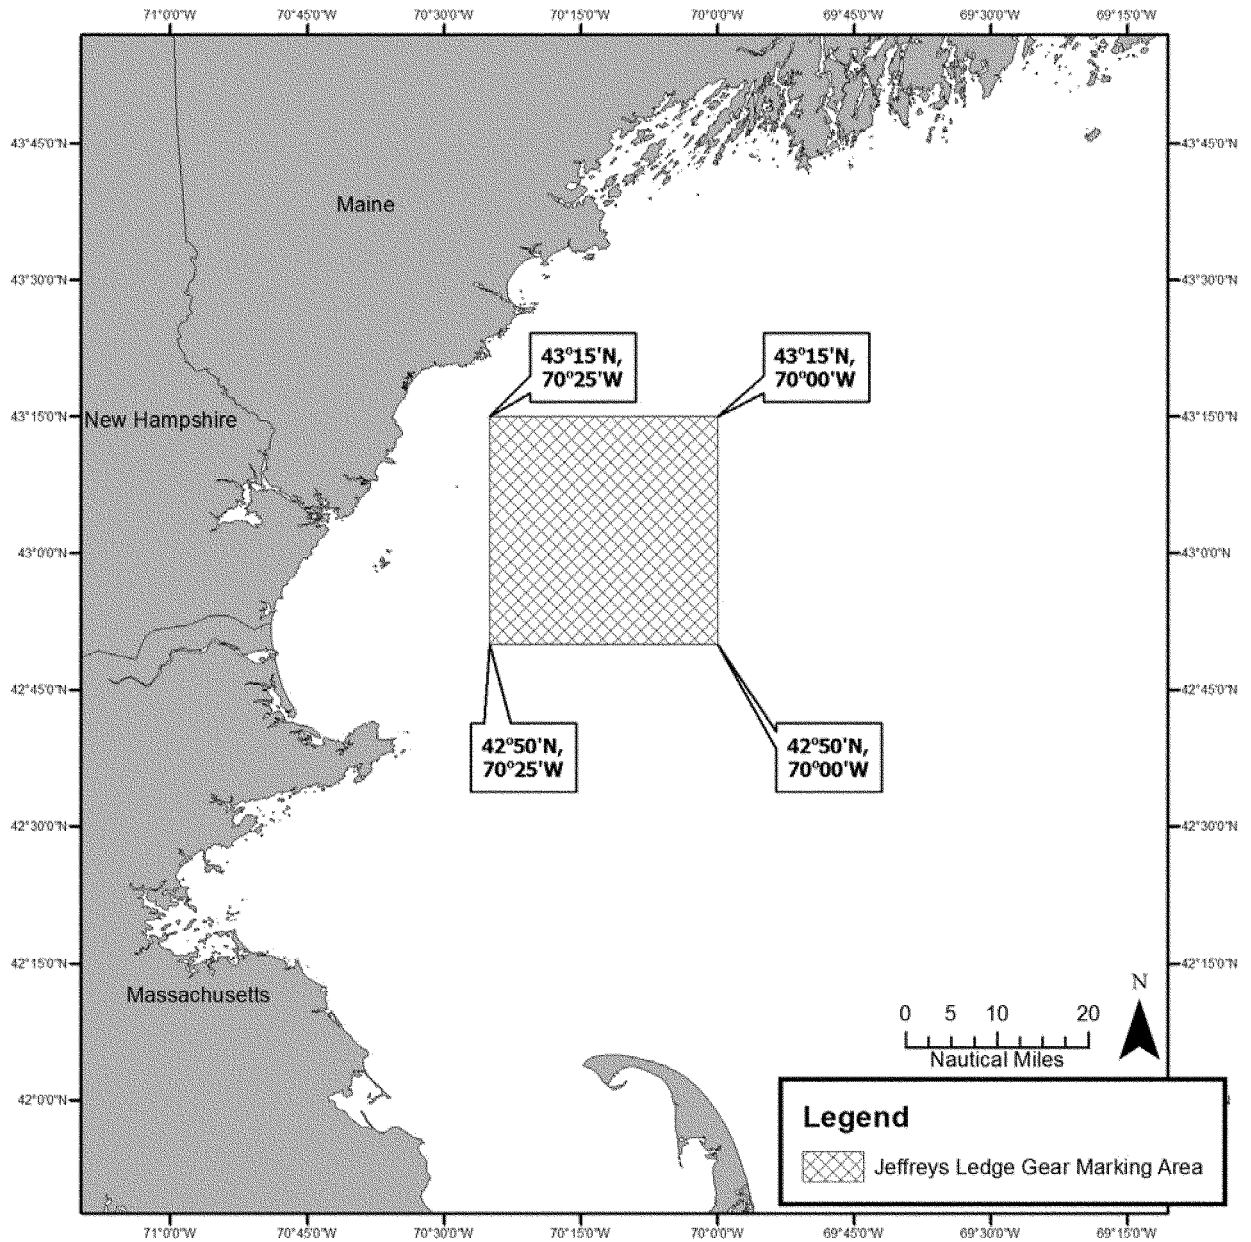 71°0'0"W 70°45'0"W 70°30'0"W 70°15'0"W 70°0'0"W 69°45'0"W 69°30'0"W 69°15'0"W
43°45'0"N 43°45'0"N
Maine
43°30'0"N 43°30'0"N
43°15'N,
70°25'W
43°15'N,
70°00'W
43°15'0"N 43°15'0"N
New Hampshire
43°0'0"N 43°0'0"N
42°45'0"N 42°45'0"N
42°50'N,
70°25'W
42°50'N,
70°00'W
42°30'0"N 42°30'0"N
42°15'0"N 42°15'0"N
Massachusetts
N
0 5 10 20
Nautical Miles
42°0'0"N
Legend
Jeffreys Ledge Gear Marking Area
71°0'0"W 70°45'0"W 70°30'0"W 70°15'0"W 70°0'0"W 69°45'0"W 69°30'0"W 69°15'0"W